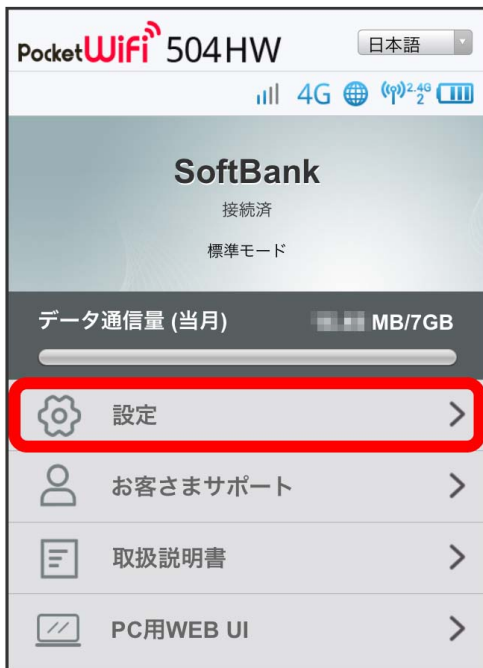 PocketWiFi 504HW
日本語
4G 2.4G 2
SoftBank
接続済
標準モード
データ通信量 (当月) MB/7GB
設定
お客さまサポート
取扱説明書
PC用WEB UI